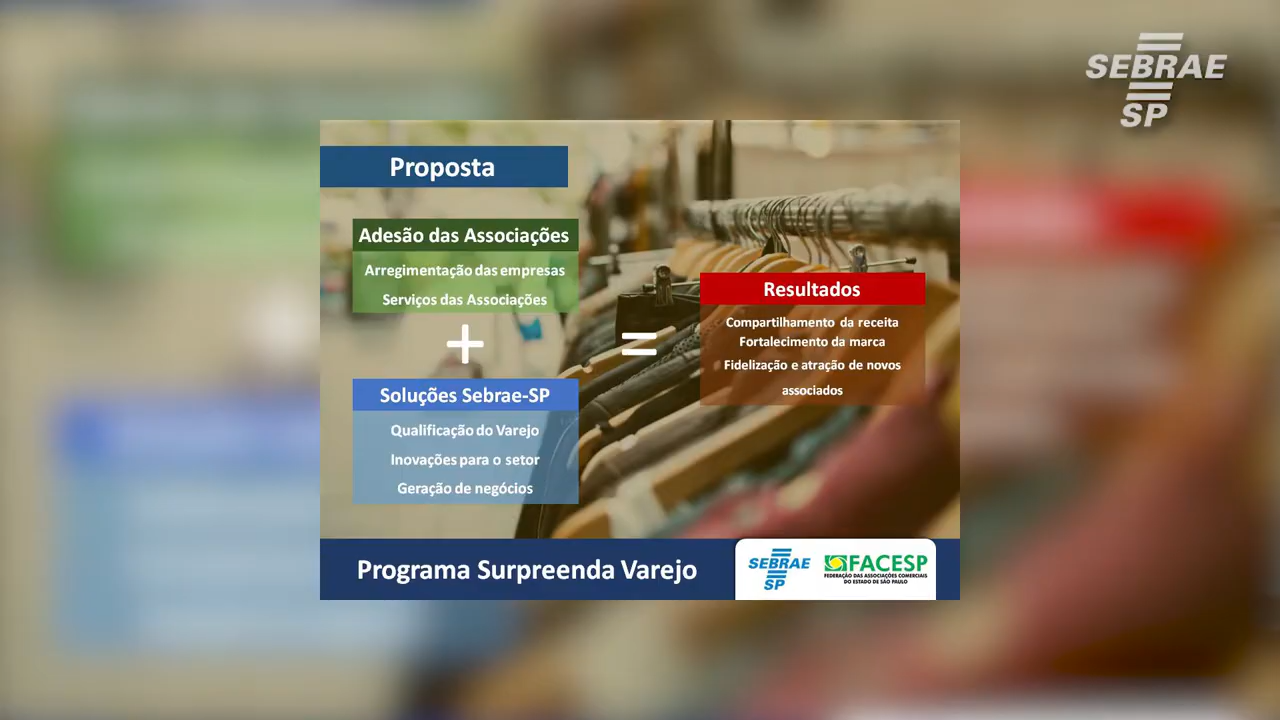 SEBRAE
SP
Proposta
Adesão das Associações
Arregimentação das empresas
Serviços das Associações
+
=
Resultados
Compartilhamento da receita
Fortalecimento da marca
Fidelização e atração de novos
associados
Soluções Sebrae-SP
Qualificação do Varejo
Inovações para o setor
Geração de negócios
Programa Surpreenda Varejo
SEBRAE
SP
FACESP
FEDERAÇÃO DAS ASSOCIAÇÕES COMERCIAIS
DO ESTADO DE SÃO PAULO